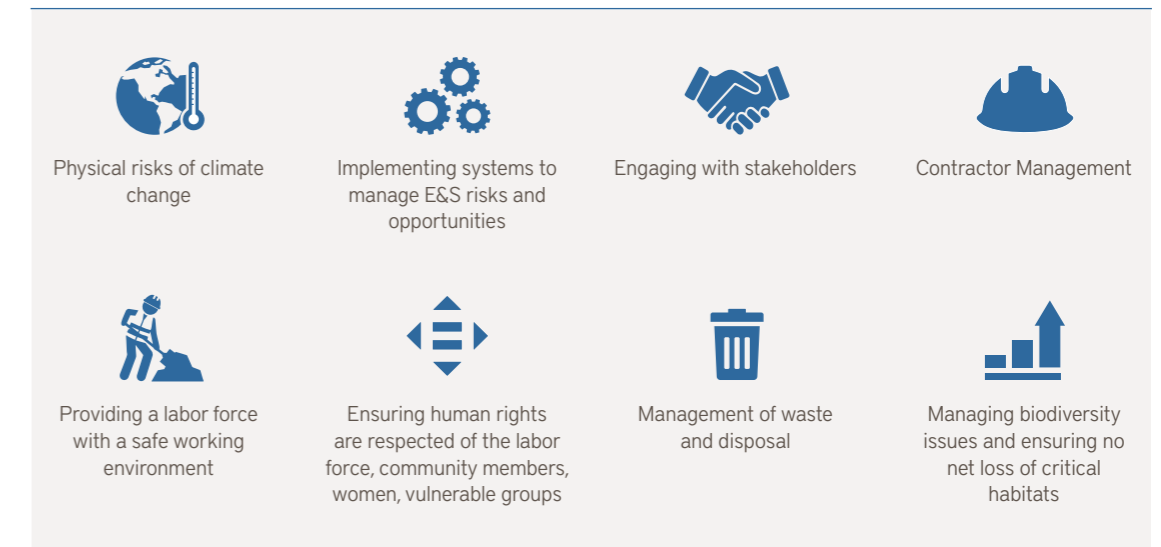 Physical risks of climate
change
Implementing systems to
manage E&S risks and
opportunities
Engaging with stakeholders
Contractor Management
Providing a labor force
with a safe working
environment
Ensuring human rights
are respected of the labor
force, community members,
women, vulnerable groups
Management of waste
and disposal
Managing biodiversity
issues and ensuring no
net loss of critical
habitats